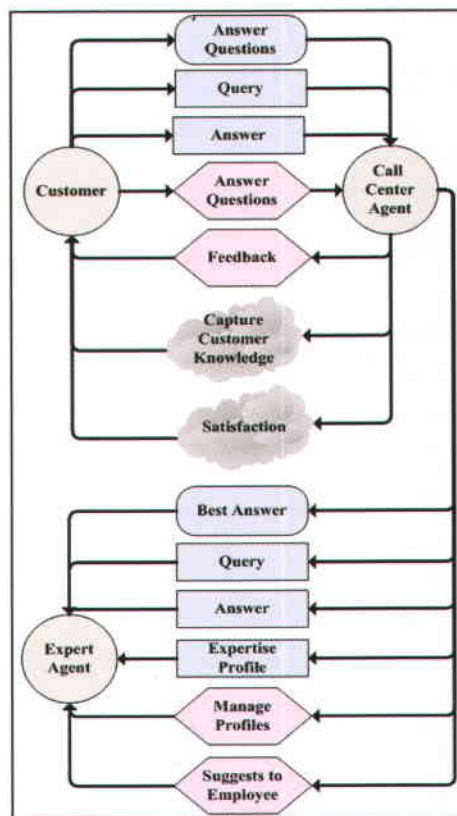 Answer
Questions
Query
Answer
Customer
Answer
Questions
Call
Center
Agent
Feedback
Capture
Customer
Knowledge
Satisfaction
Best Answer
Query
Answer
Expert
Agent
Expertise
Profile
Manage
Profiles
Suggests to
Employee